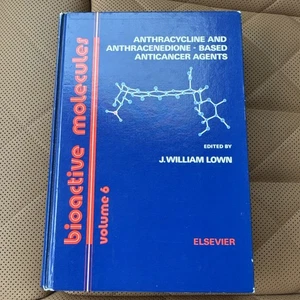 bioactive molecules
volume 6
ANTHRACYCLINE AND
ANTHRACENEDIONE - BASED
ANTICANCER AGENTS
EDITED BY
J. WILLIAM LOWN
ELSEVIER